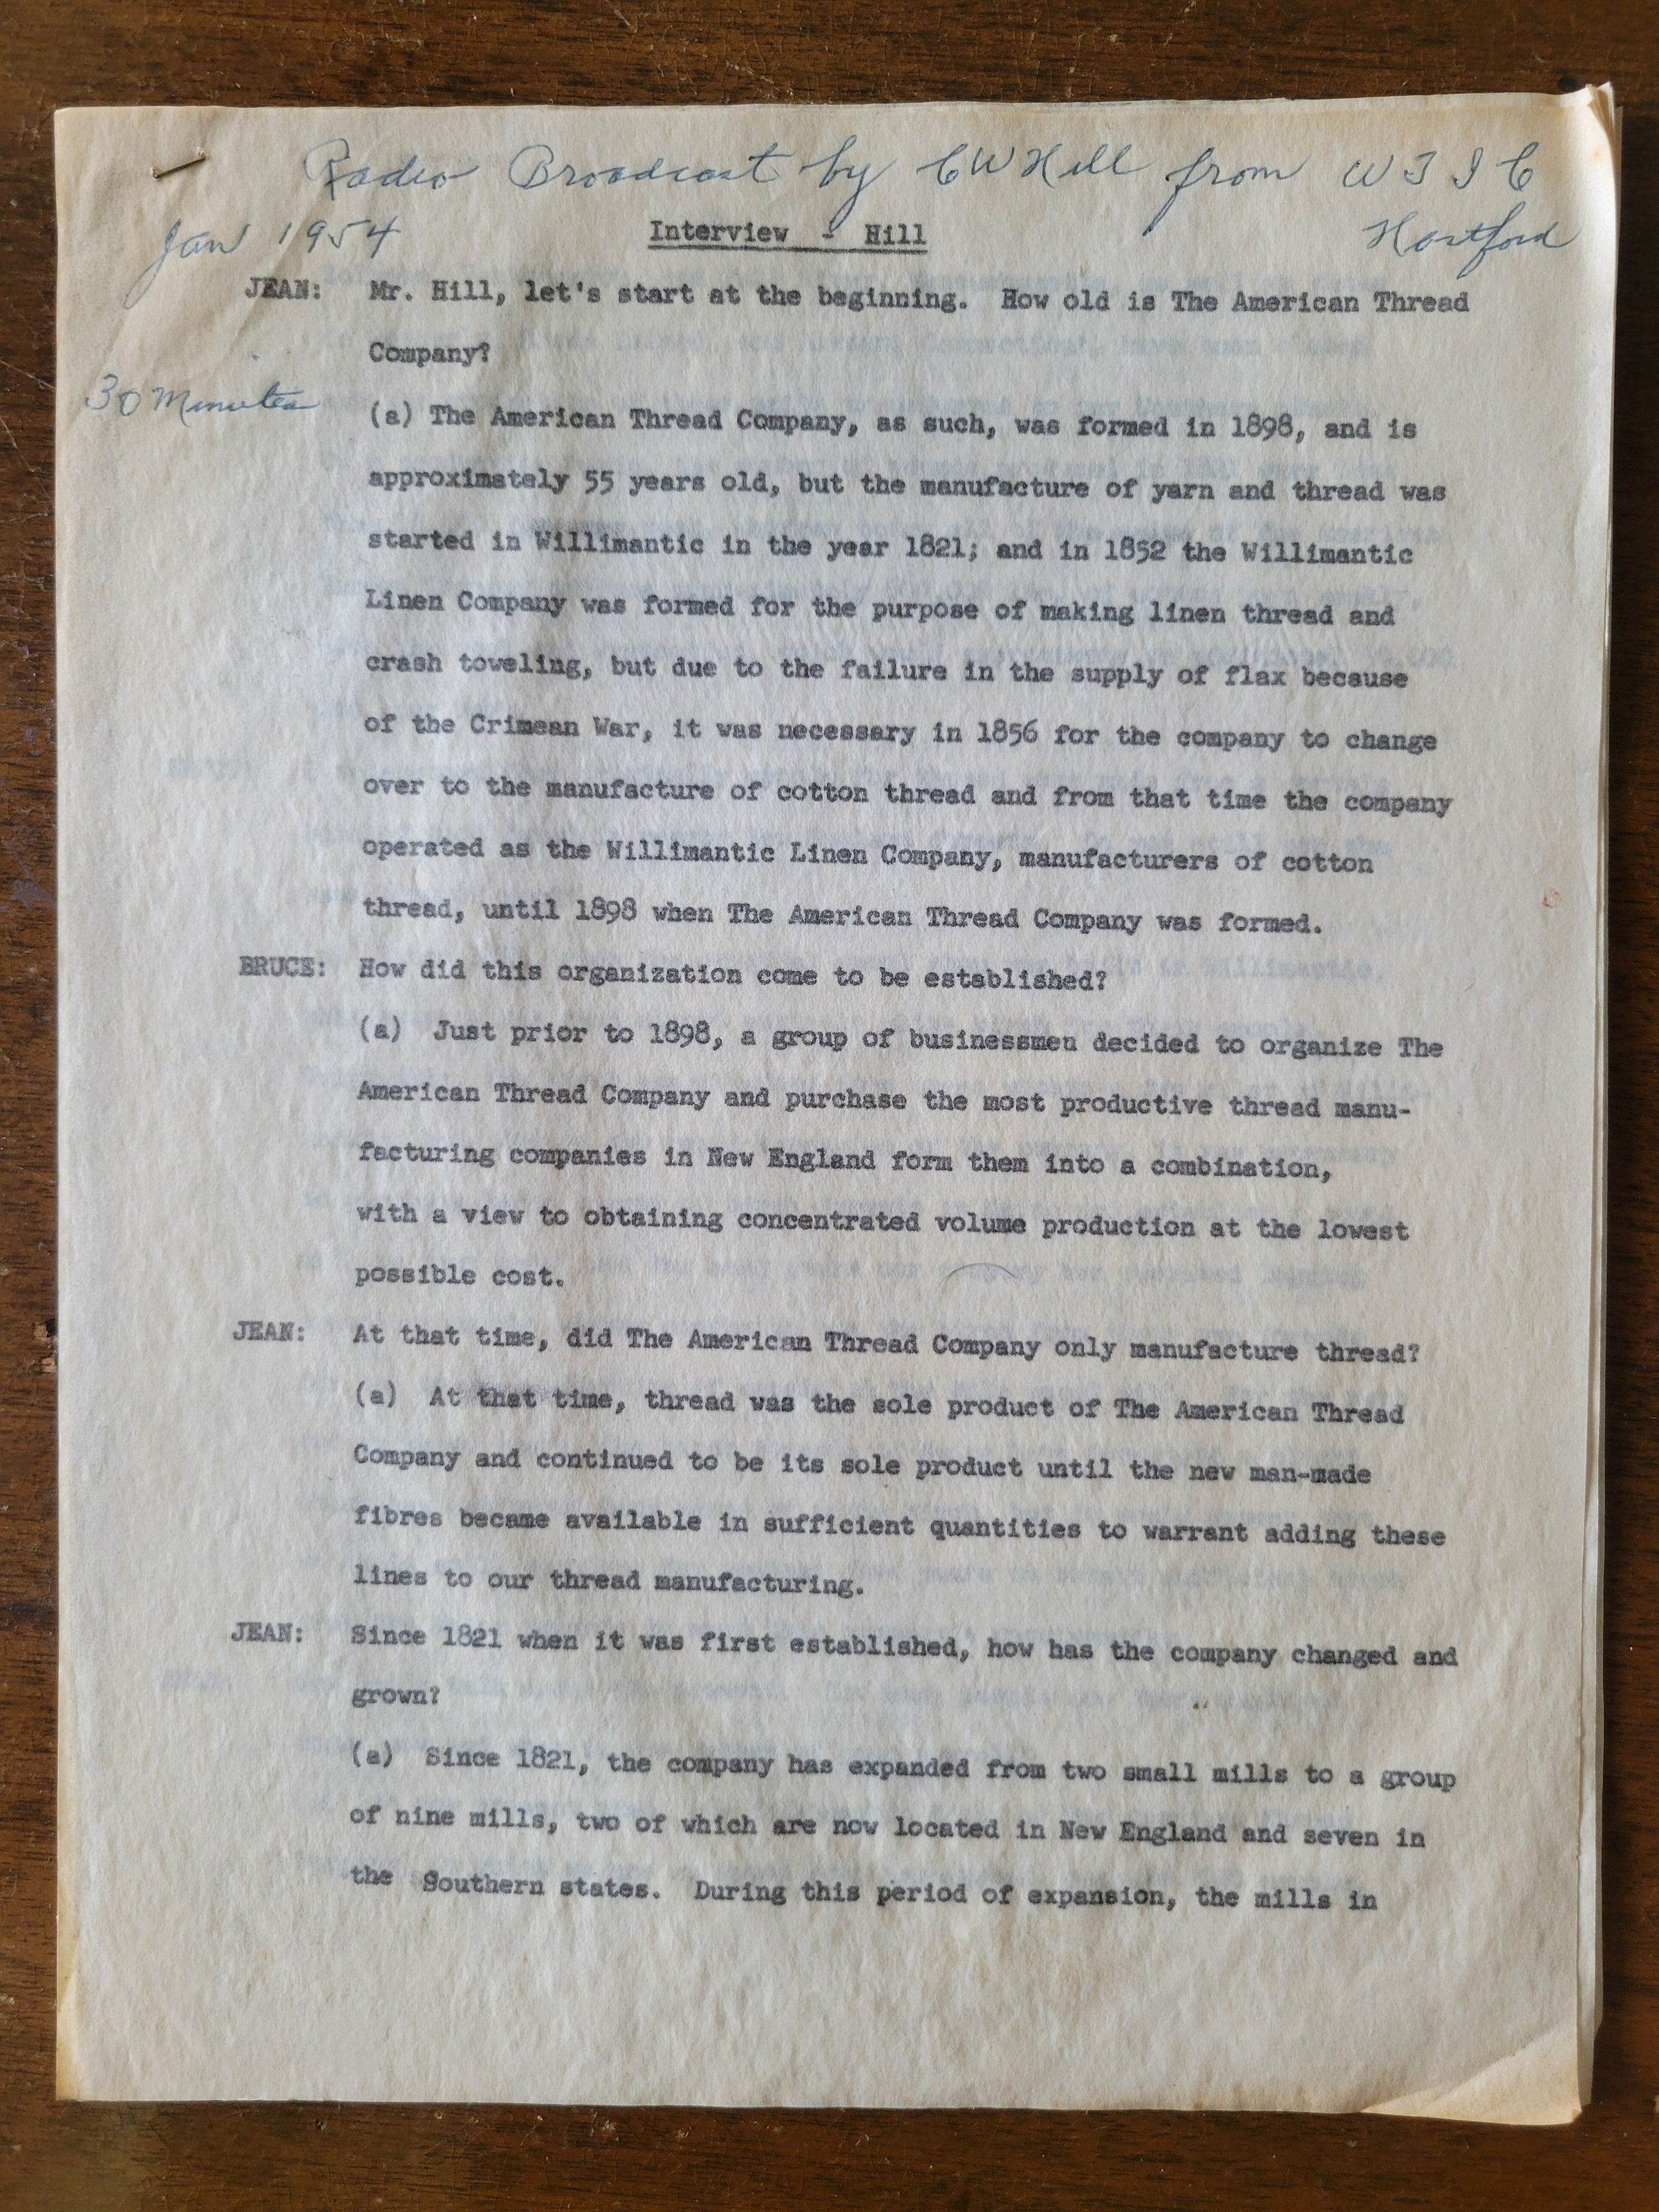 Radio Broadcast by CW Hill from WTIC
Hartford
Jan 1954
Interview - Hill
JEAN: Mr. Hill, let's start at the beginning. How old is The American Thread
Company?
30 Minutes
(a) The American Thread Company, as such, was formed in 1898, and is
approximately 55 years old, but the manufacture of yarn and thread was
started in Willimantic in the year 1821; and in 1852 the Willimantic
Linen Company was formed for the purpose of making linen thread and
crash toweling, but due to the failure in the supply of flax because
of the Crimean War, it was necessary in 1856 for the company to change
over to the manufacture of cotton thread and from that time the company
operated as the Willimantic Linen Company, manufacturers of cotton
thread, until 1898 when The American Thread Company was formed.
BRUCE: How did this organization come to be established?
(a) Just prior to 1898, a group of businessmen decided to organize The
American Thread Company and purchase the most productive thread manu-
facturing companies in New England form them into a combination,
with a view to obtaining concentrated volume production at the lowest
possible cost.
JEAN: At that time, did The American Thread Company only manufacture thread?
(a) At that time, thread was the sole product of The American Thread
Company and continued to be its sole product until the new man-made
fibres became available in sufficient quantities to warrant adding these
lines to our thread manufacturing.
JEAN: Since 1821 when it was first established, how has the company changed and
grown?
(a) Since 1821, the company has expanded from two small mills to a group
of nine mills, two of which are now located in New England and seven in
the Southern states. During this period of expansion, the mills in